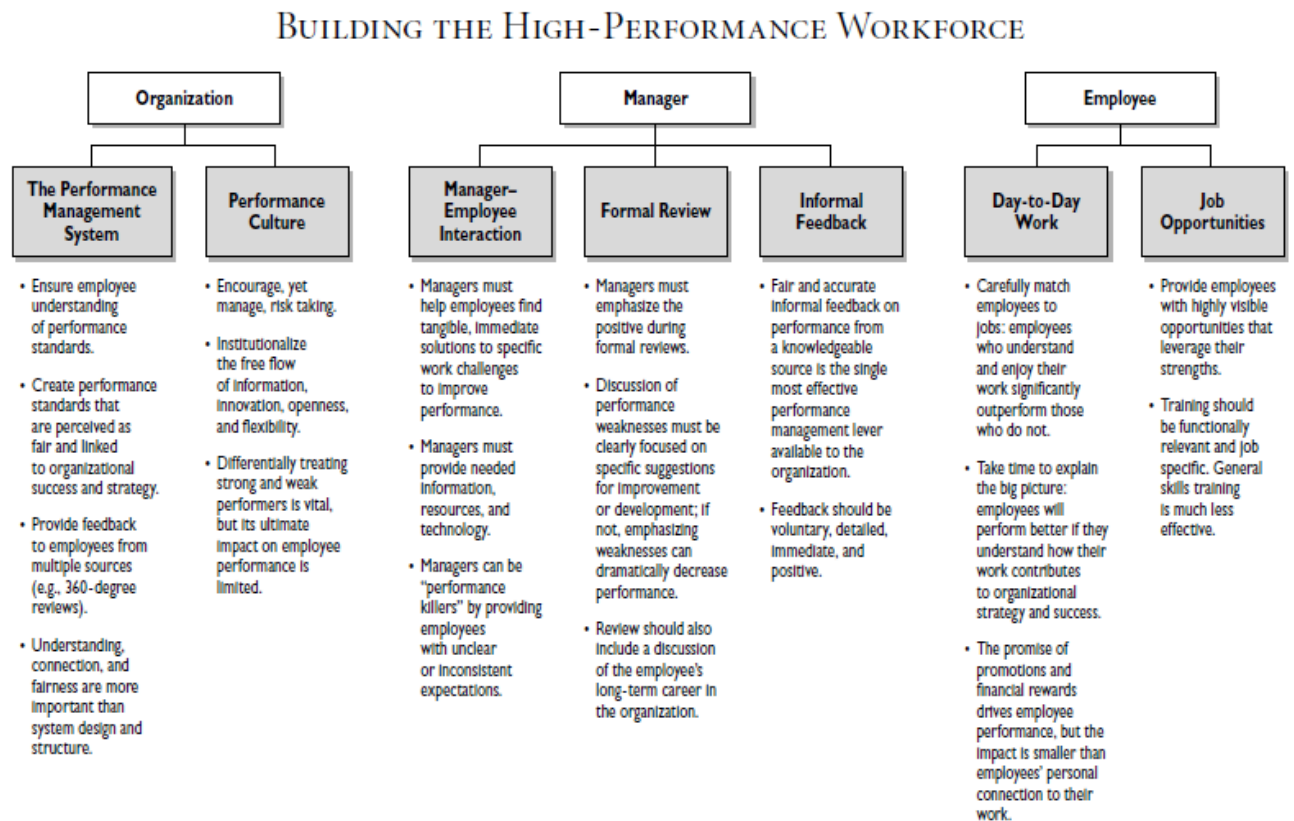 BUILDING THE HIGH-PERFORMANCE WORKFORCE
Organization
Manager
Employee
The Performance
Management
System
Performance
Culture
Manager–
Employee
Interaction
Formal Review
Informal
Feedback
Day-to-Day
Work
Job
Opportunities
• Ensure employee
understanding
of performance
standards.
• Create performance
standards that
are perceived as
fair and linked
to organizational
success and strategy.
• Provide feedback
to employees from
multiple sources
(e.g., 360-degree
reviews).
• Understanding,
connection, and
fairness are more
important than
system design and
structure.
• Encourage, yet
manage, risk taking.
• Institutionalize
the free flow
of information,
innovation, openness,
and flexibility.
• Differentially treating
strong and weak
performers is vital,
but its ultimate
impact on employee
performance is
limited.
• Managers must
help employees find
tangible, immediate
solutions to specific
work challenges
to improve
performance.
• Managers must
provide needed
information,
resources, and
technology.
• Managers can be
“performance
killers” by providing
employees
with unclear
or inconsistent
expectations.
• Managers must
emphasize the
positive during
formal reviews.
• Discussion of
performance
weaknesses must be
clearly focused on
specific suggestions
for improvement
or development; if
not, emphasizing
weaknesses can
dramatically decrease
performance.
• Review should also
include a discussion
of the employee’s
long-term career in
the organization.
• Fair and accurate
informal feedback on
performance from
a knowledgeable
source is the single
most effective
performance
management lever
available to the
organization.
• Feedback should be
voluntary, detailed,
immediate, and
positive.
• Carefully match
employees to
jobs: employees
who understand
and enjoy their
work significantly
outperform those
who do not.
• Take time to explain
the big picture:
employees will
perform better if they
understand how their
work contributes
to organizational
strategy and success.
• The promise of
promotions and
financial rewards
drives employee
performance, but the
impact is smaller than
employees’ personal
connection to their
work.
• Provide employees
with highly visible
opportunities that
leverage their
strengths.
• Training should
be functionally
relevant and job
specific. General
skills training
is much less
effective.